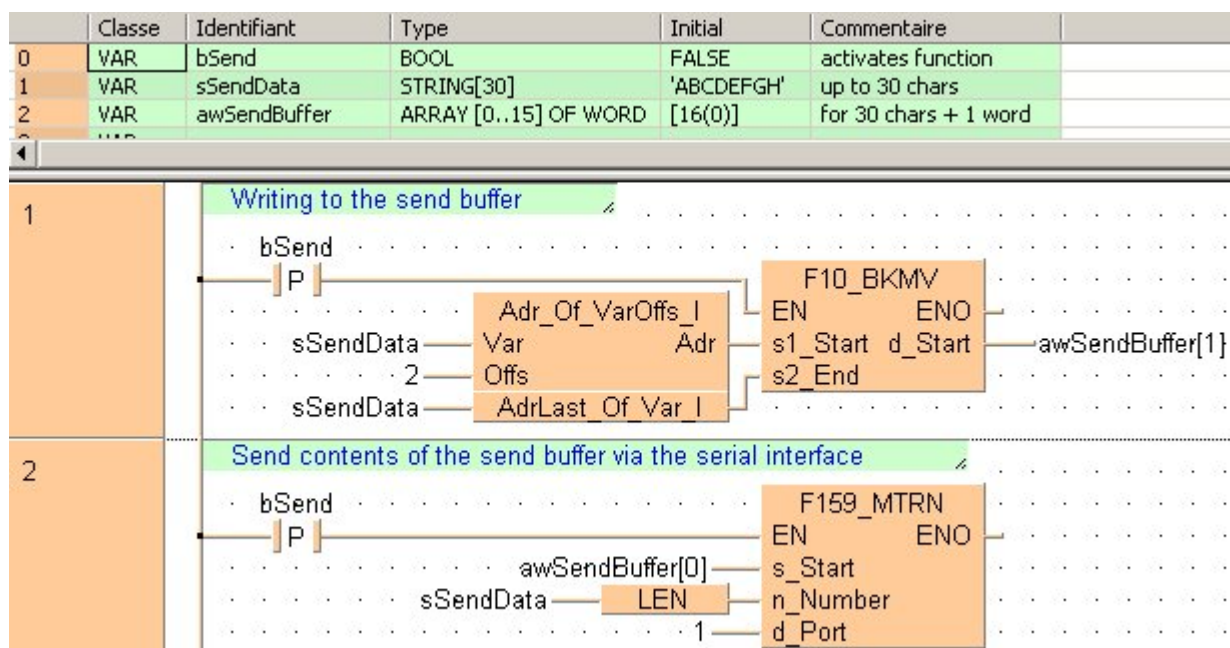 Classe Identifiant Type Initial Commentaire
0 VAR bSend BOOL FALSE activates function
1 VAR sSendData STRING[30] 'ABCDEFGH' up to 30 chars
2 VAR awSendBuffer ARRAY [0..15] OF WORD [16(0)] for 30 chars + 1 word
1 Writing to the send buffer
bSend
P F10_BKMV
Adr_Of_VarOffs_I EN ENO
sSendData Var Adr s1_Start d_Start awSendBuffer[1]
2 Offs s2_End
sSendData AdrLast_Of_Var_I
2 Send contents of the send buffer via the serial interface
bSend F159_MTRN
P EN ENO
awSendBuffer[0] s_Start
sSendData LEN n_Number
1 d_Port